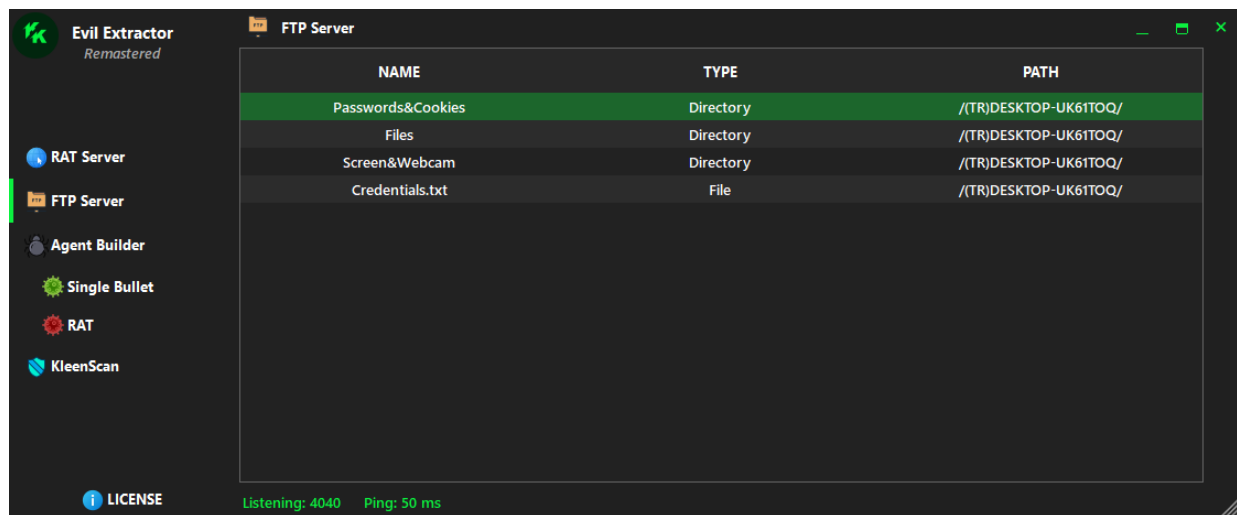 Evil Extractor
Remastered
RAT Server
FTP Server
Agent Builder
Single Bullet
RAT
KleenScan
LICENSE
FTP Server
NAME TYPE PATH
Passwords&Cookies Directory /(TR)DESKTOP-UK61TOQ/
Files Directory /(TR)DESKTOP-UK61TOQ/
Screen&Webcam Directory /(TR)DESKTOP-UK61TOQ/
Credentials.txt File /(TR)DESKTOP-UK61TOQ/
Listening: 4040 Ping: 50 ms